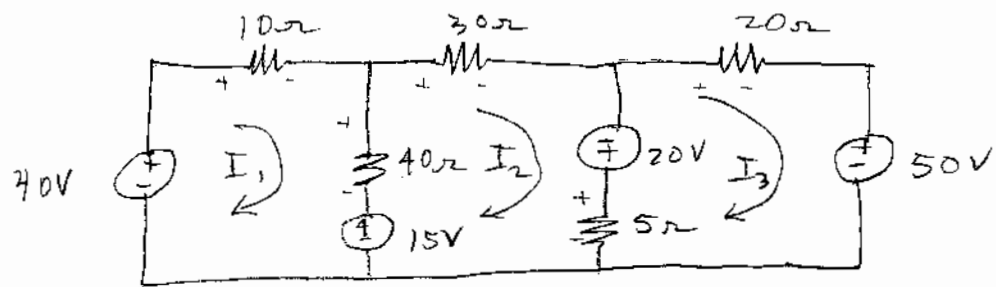 10Ω 30Ω 20Ω
+ - + - + -
40V + - I₁ + 40Ω - I₂ 20V I₃ + - 50V
15V + 5Ω -